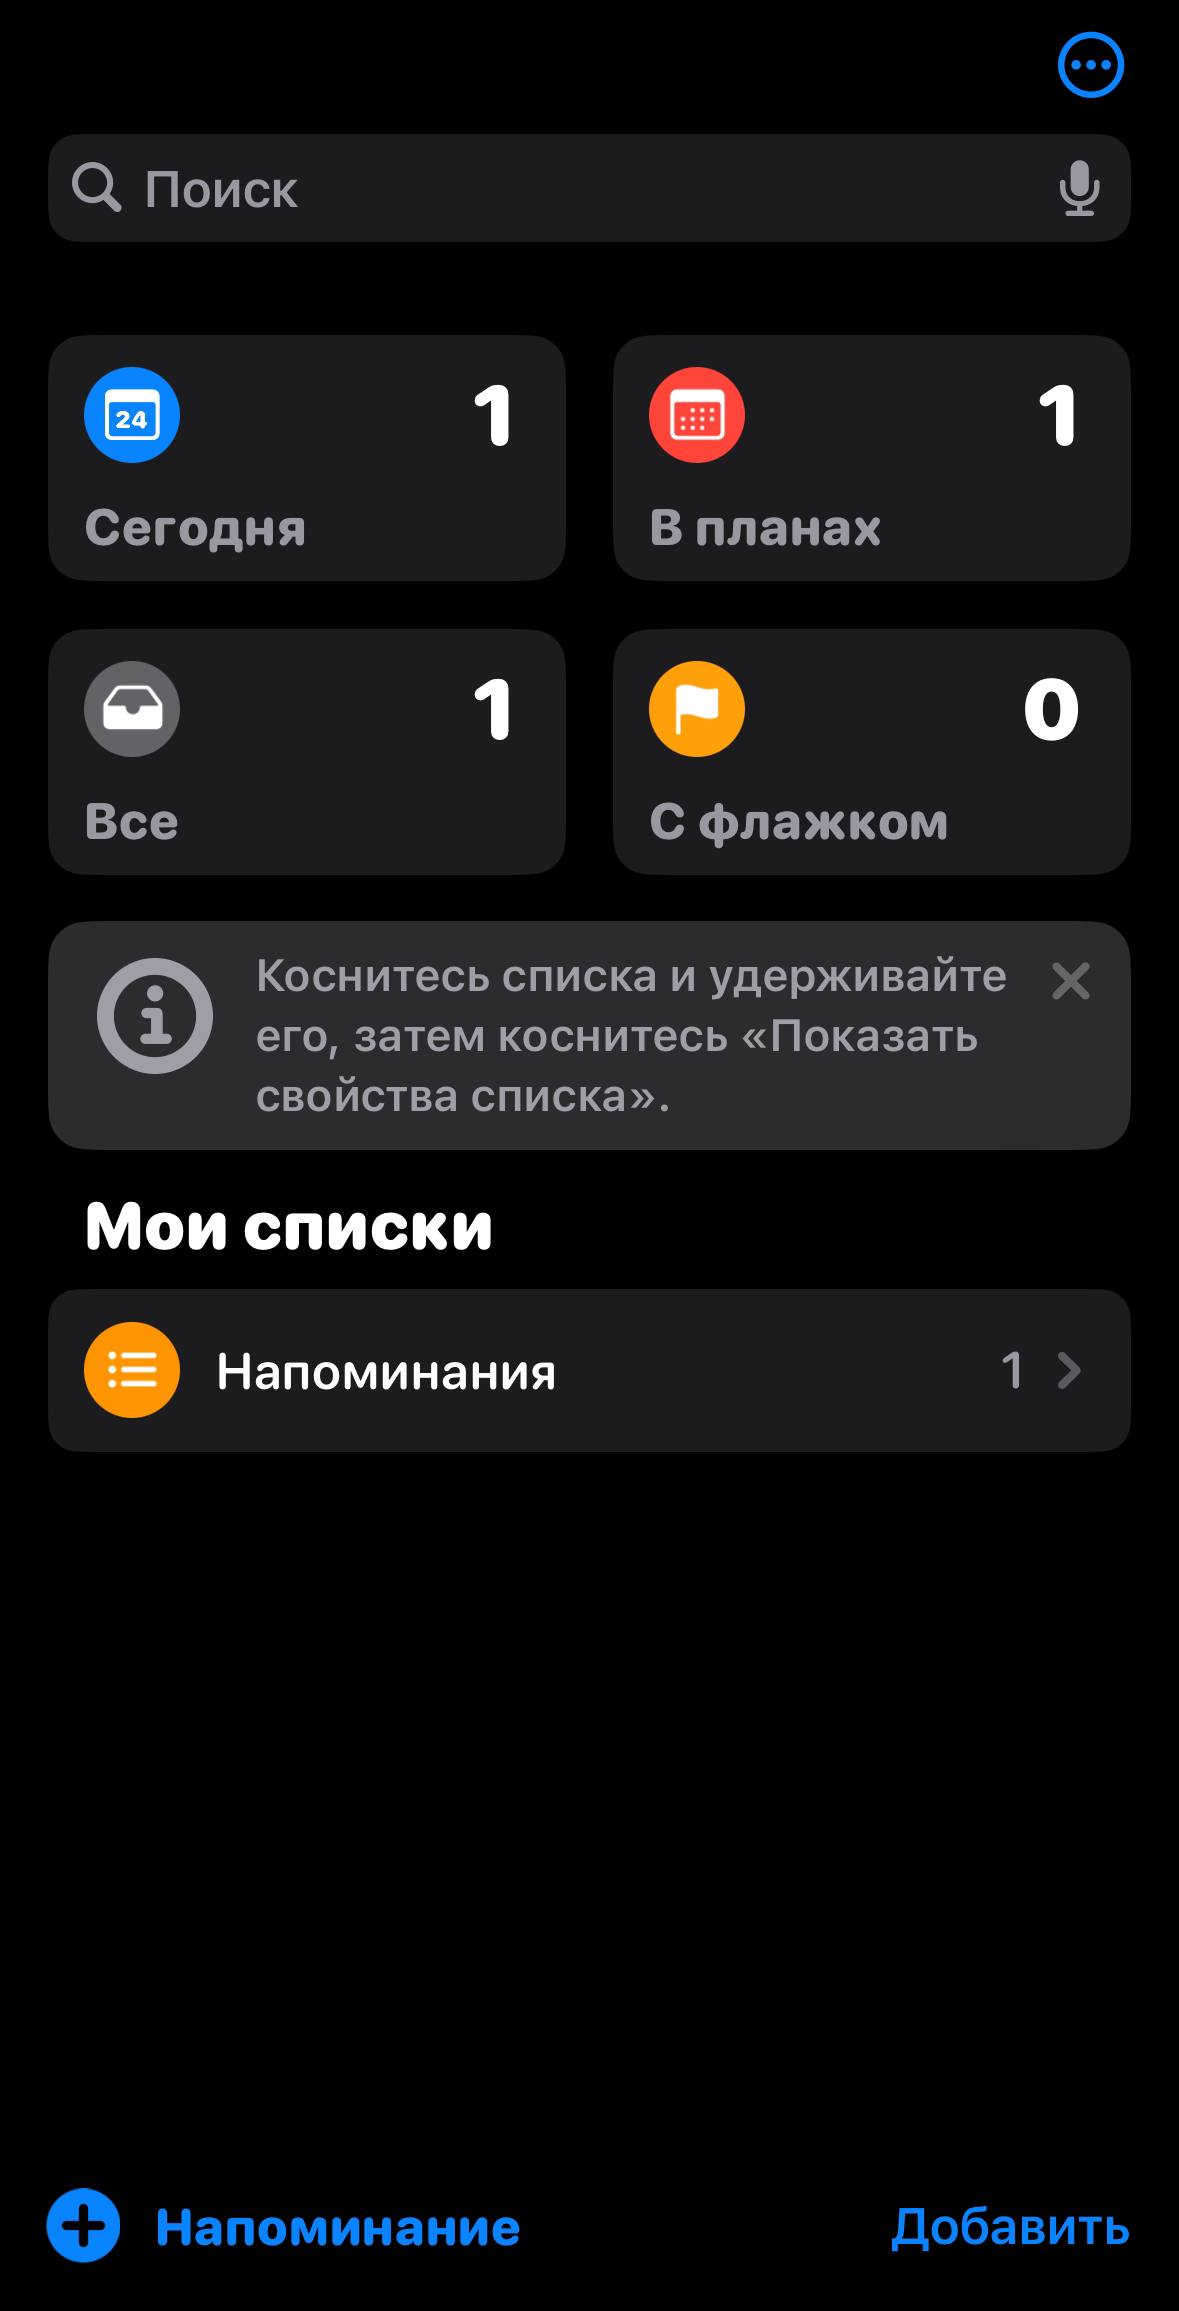 Поиск
24
1
Сегодня
1
В планах
1
Все
0
С флажком
Коснитесь списка и удерживайте
его, затем коснитесь «Показать
свойства списка».
Мои списки
Напоминания 1
Напоминание
Добавить